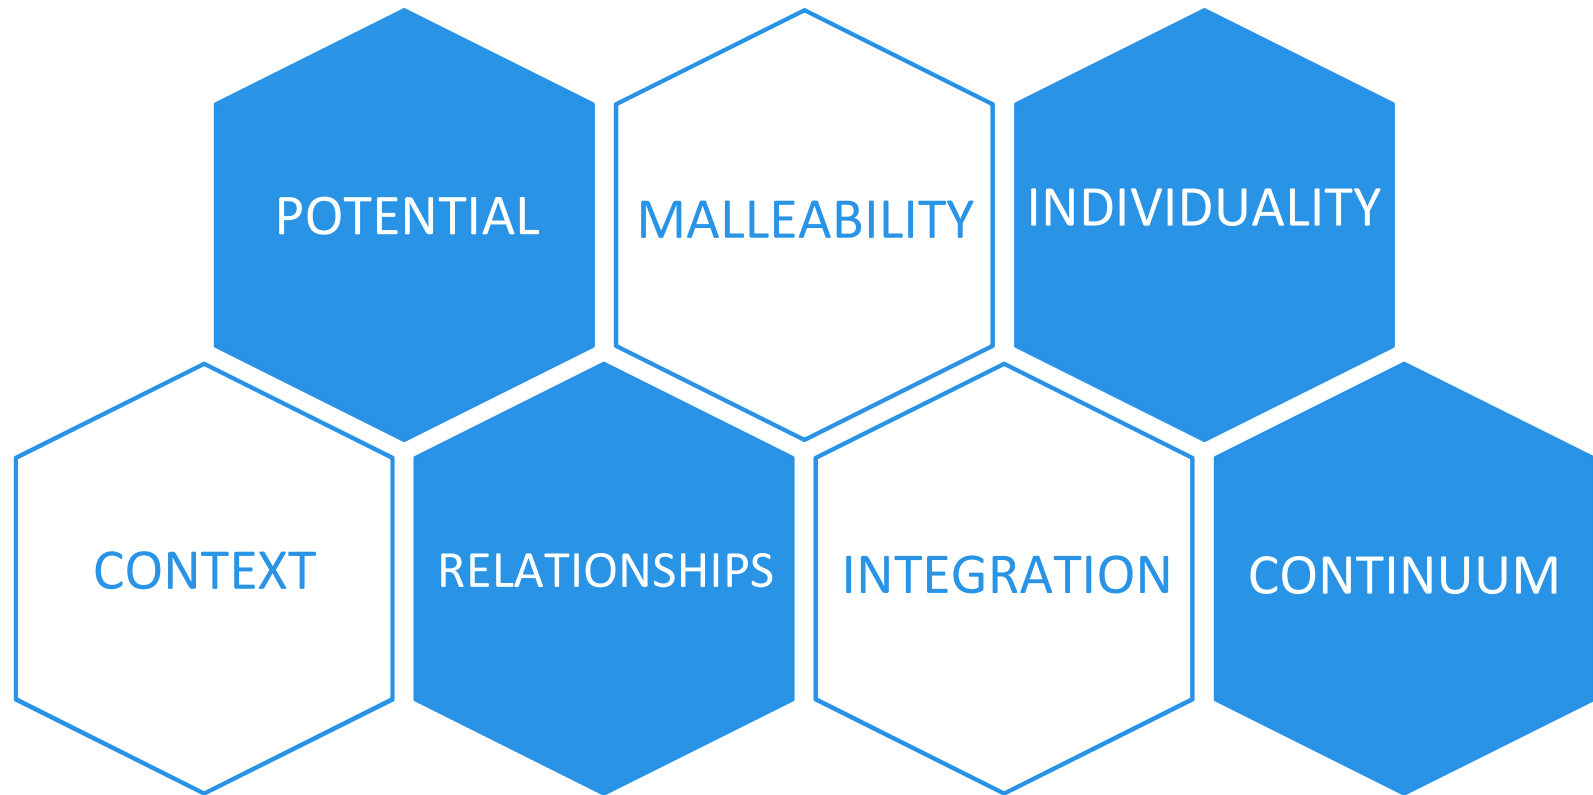 POTENTIAL
MALLEABILITY
INDIVIDUALITY
CONTEXT
RELATIONSHIPS
INTEGRATION
CONTINUUM